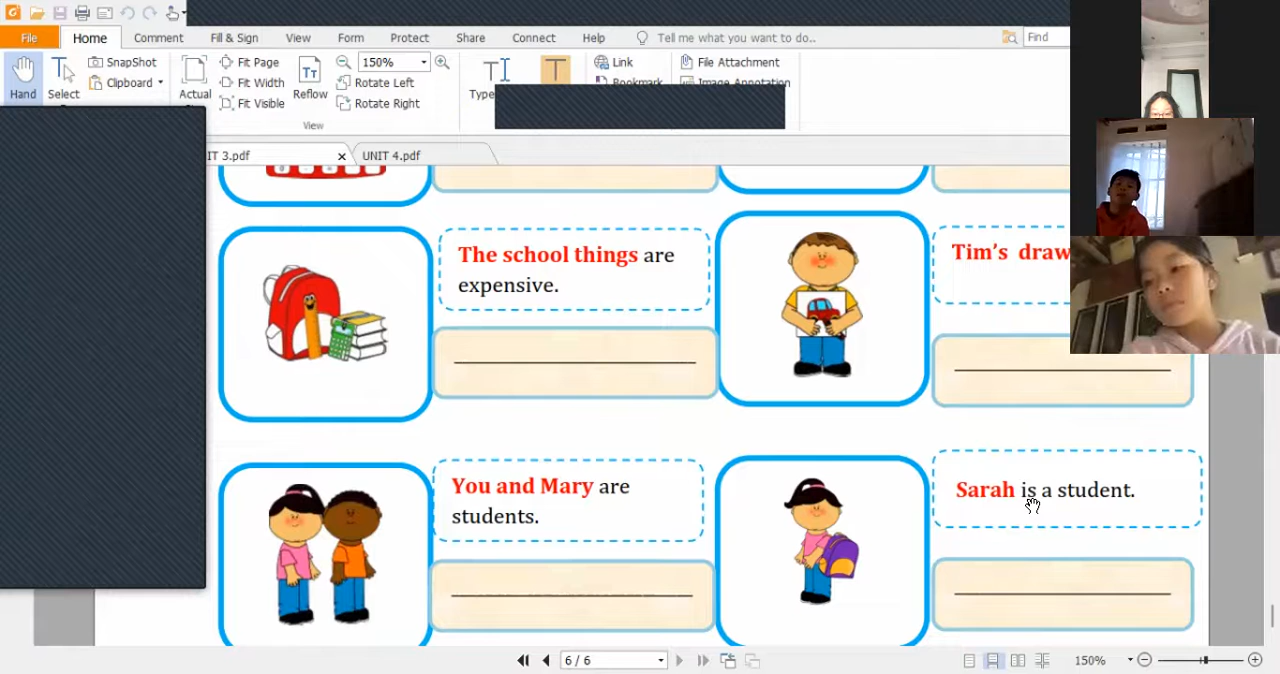 File
Home
Comment
Fill & Sign
View
Form
Protect
Share
Connect
Help
Tell me what you want to do..
Find
Hand
Select
SnapShot
Clipboard
Actual
Fit Page
Fit Width
Fit Visible
Reflow
150%
Rotate Left
Rotate Right
View
Link
Bookmark
File Attachment
Image Annotation
IT 3.pdf
UNIT 4.pdf
The school things are
expensive.
Tim's draw
You and Mary are
students.
Sarah is a student.
6 / 6
150%